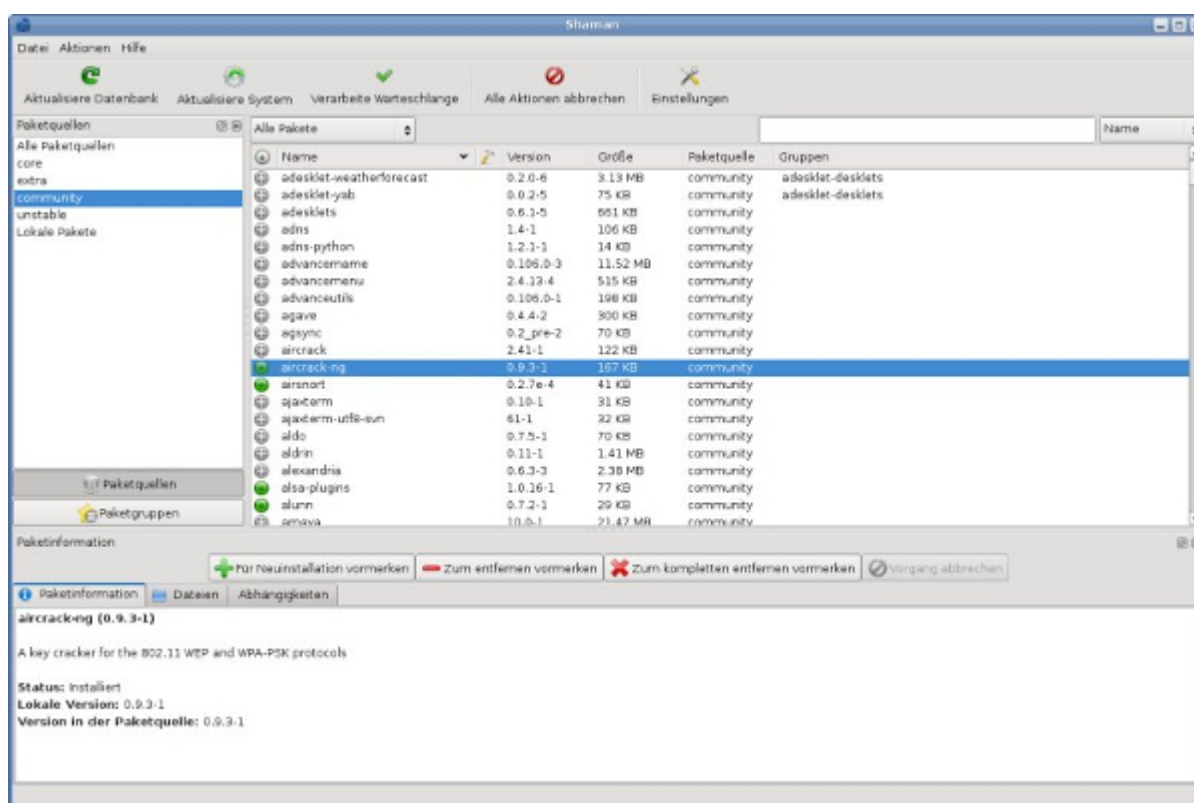 Shaman
Datei Aktionen Hilfe
Aktualisiere Datenbank Aktualisiere System Verarbeite Warteschlange Alle Aktionen abbrechen Einstellungen
Paketquellen Alle Pakete Name
Alle Paketquellen
core
extra
community
unstable
Lokale Pakete
Paketquellen
Paketgruppen
Name Version Größe Paketquelle Gruppen
adesklet-weatherforecast 0.2.0-6 3.13 MB community adesklet-desklets
adesklet-yab 0.0.2-5 75 KB community adesklet-desklets
adesklets 0.6.1-5 661 KB community
adns 1.4-1 106 KB community
adns-python 1.2.1-1 14 KB community
advancemame 0.106.0-3 11.52 MB community
advancemenu 2.4.13-4 515 KB community
advanceutils 0.106.0-1 198 KB community
agave 0.4.4-2 300 KB community
agsync 0.2_pre-2 70 KB community
aircrack 2.41-1 122 KB community
aircrack-ng 0.9.3-1 167 KB community
airsnort 0.2.7e-4 41 KB community
ajaxterm 0.10-1 31 KB community
ajaxterm-utf8-svn 61-1 32 KB community
aldo 0.7.5-1 70 KB community
aldrin 0.11-1 1.41 MB community
alexandria 0.6.3-3 2.38 MB community
alsa-plugins 1.0.16-1 77 KB community
alunn 0.7.2-1 29 KB community
amaya 10.0-1 21.47 MB community
Paketinformation
Für Neuinstallation vormerken Zum entfernen vormerken Zum kompletten entfernen vormerken Vorgang abbrechen
Paketinformation Dateien Abhängigkeiten
aircrack-ng (0.9.3-1)
A key cracker for the 802.11 WEP and WPA-PSK protocols
Status: Installiert
Lokale Version: 0.9.3-1
Version in der Paketquelle: 0.9.3-1